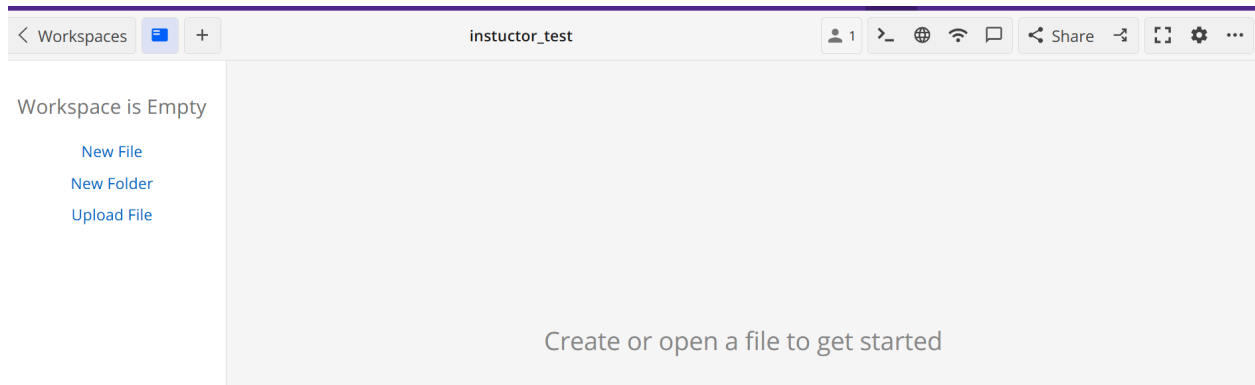 Workspaces + instuctor_test 1 Share
Workspace is Empty
New File
New Folder
Upload File
Create or open a file to get started